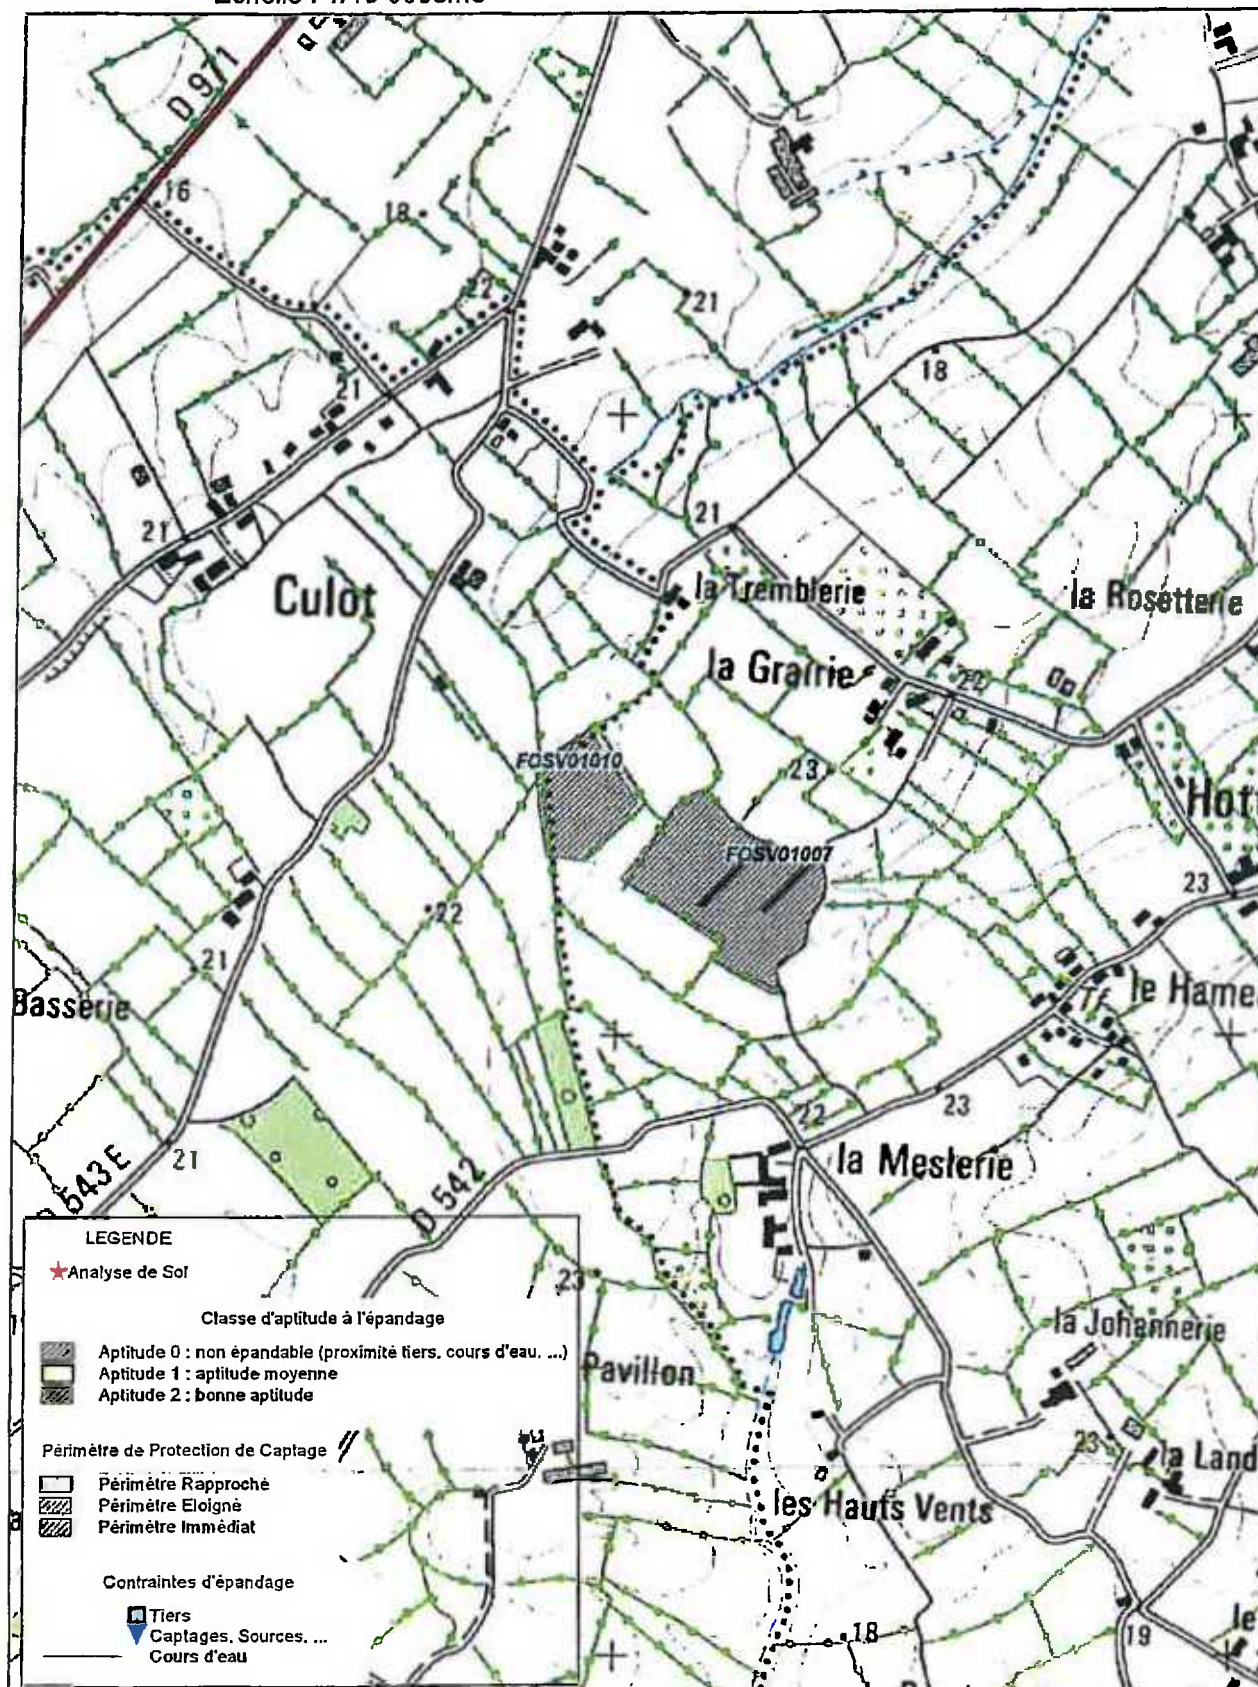 D 971
16
18
22
21
18
21
21
21
Culot
la Tremblerie
la Rosetterie
la Grairie
22
FOSV01010
23
Hot
FOSV01007
23
22
21
Basserie
le Hame
22
23
21
la Mesterie
543 E
D 542
LEGENDE
Analyse de Sol
23
Classe d'aptitude à l'épandage
la Johannerie
Aptitude 0 : non épandable (proximité tiers, cours d'eau, ...)
Pavillon
Aptitude 1 : aptitude moyenne
Aptitude 2 : bonne aptitude
Périmètre de Protection de Captage
23
la Land
Périmètre Rapproché
Périmètre Eloigné
les Hauts Vents
Périmètre Immédiat
Contraintes d'épandage
Tiers
Captages, Sources, ...
18
19
le
Cours d'eau